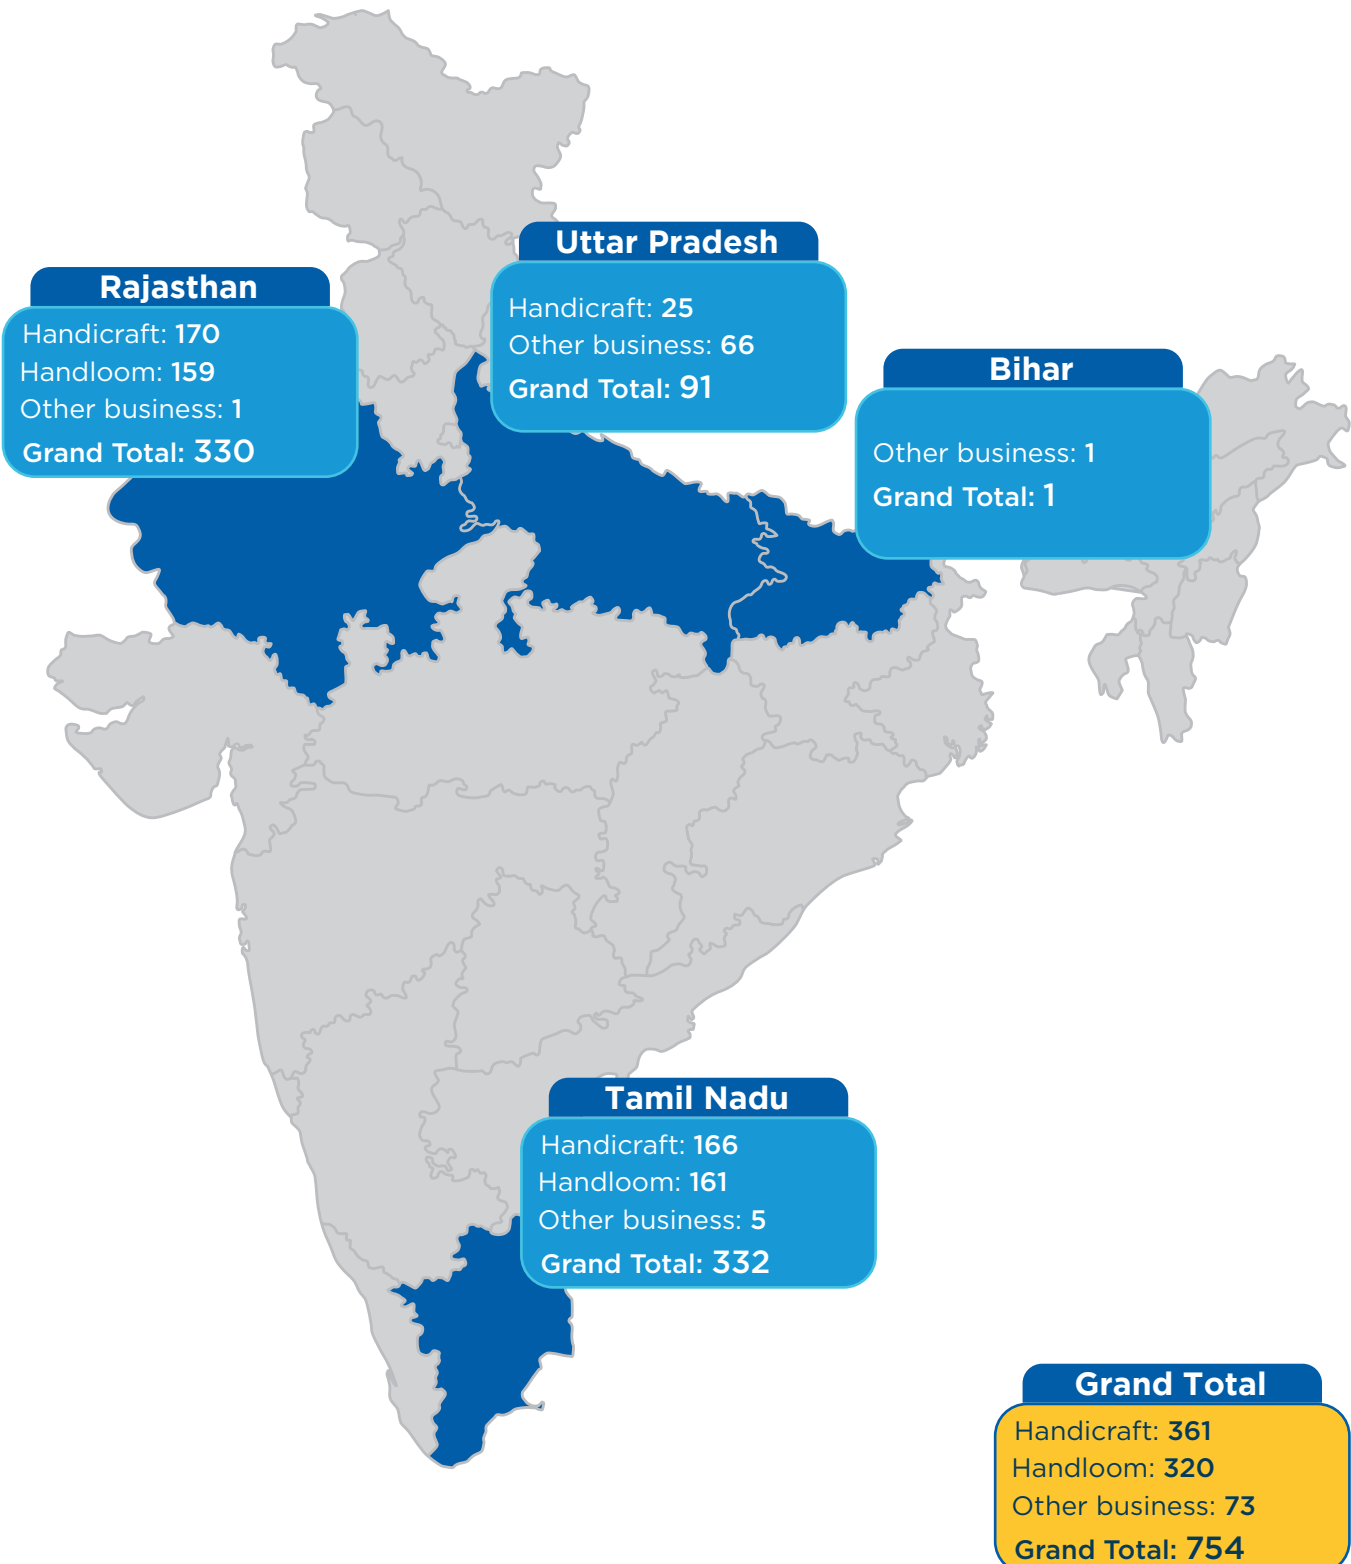 Uttar Pradesh
Handicraft: 25
Other business: 66
Grand Total: 91
Rajasthan
Handicraft: 170
Handloom: 159
Other business: 1
Grand Total: 330
Bihar
Other business: 1
Grand Total: 1
Tamil Nadu
Handicraft: 166
Handloom: 161
Other business: 5
Grand Total: 332
Grand Total
Handicraft: 361
Handloom: 320
Other business: 73
Grand Total: 754